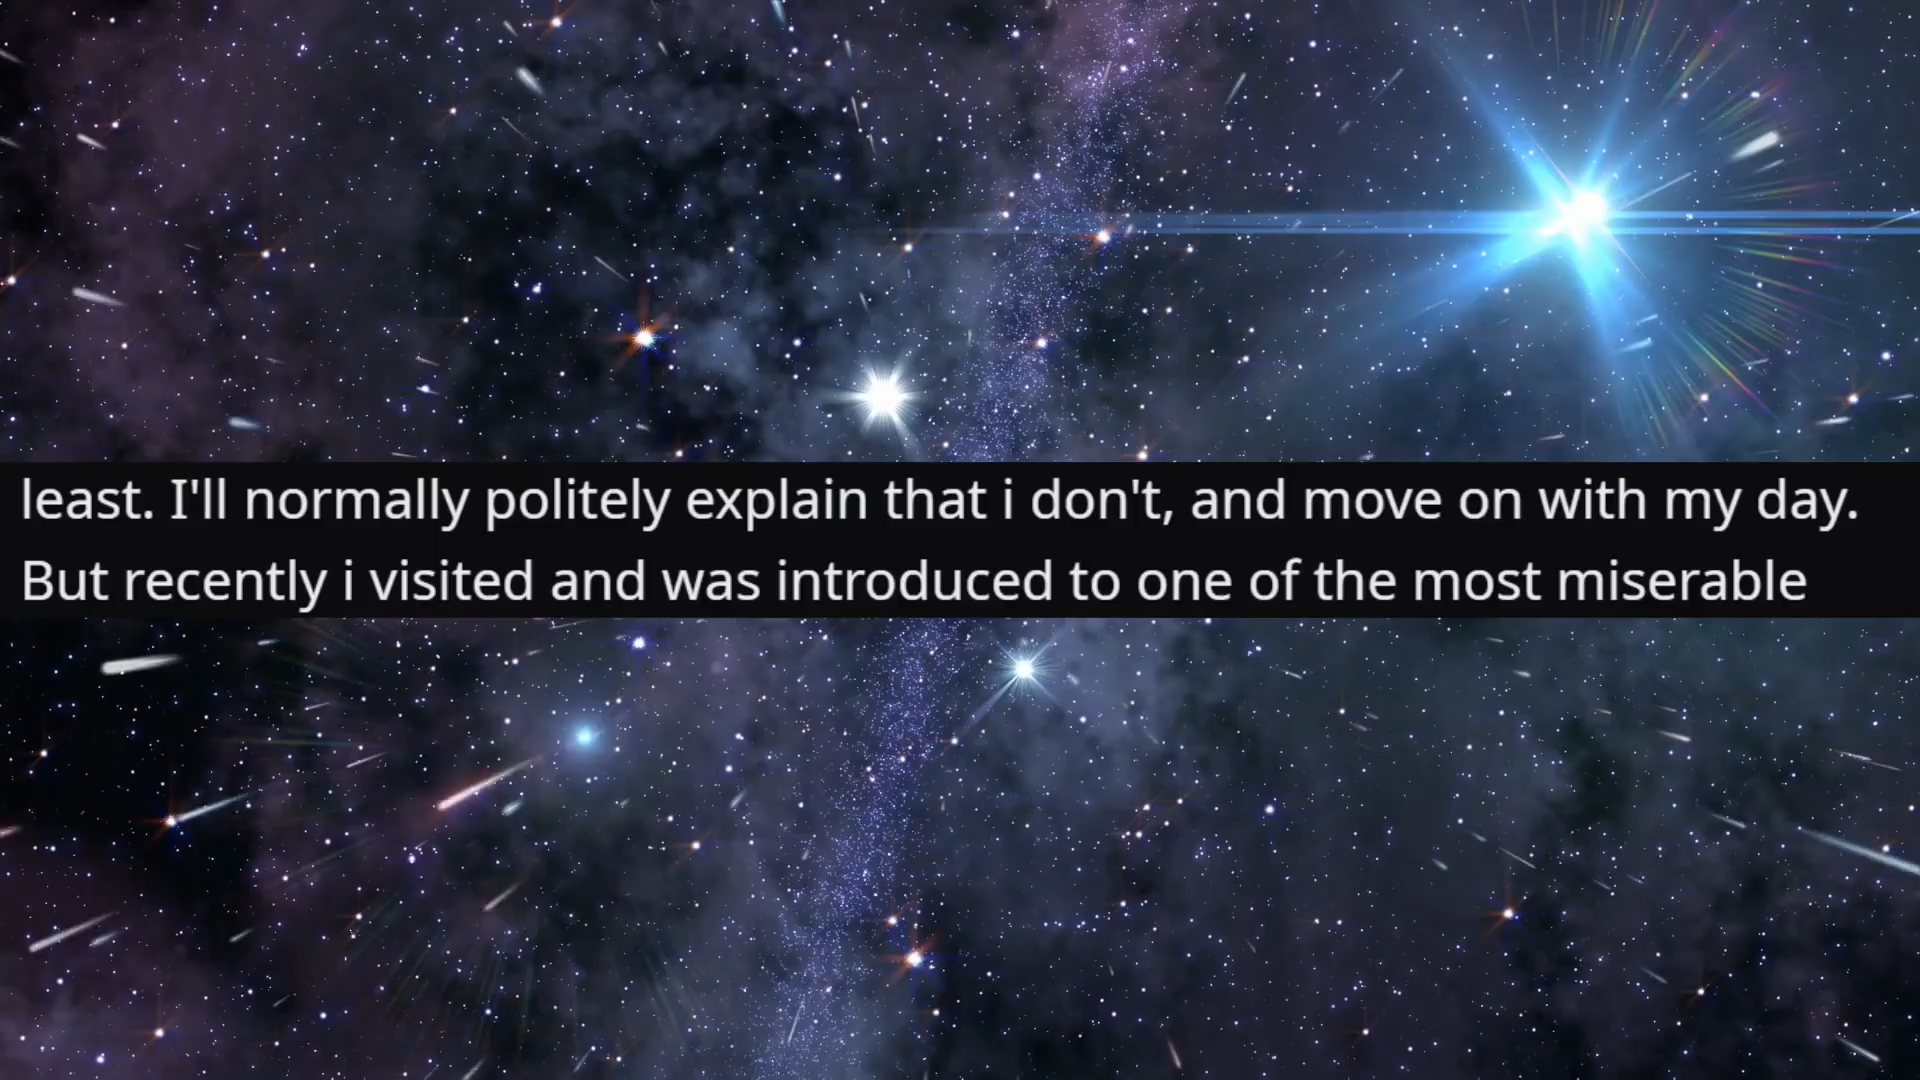 least. I'll normally politely explain that i don't, and move on with my day.
But recently i visited and was introduced to one of the most miserable